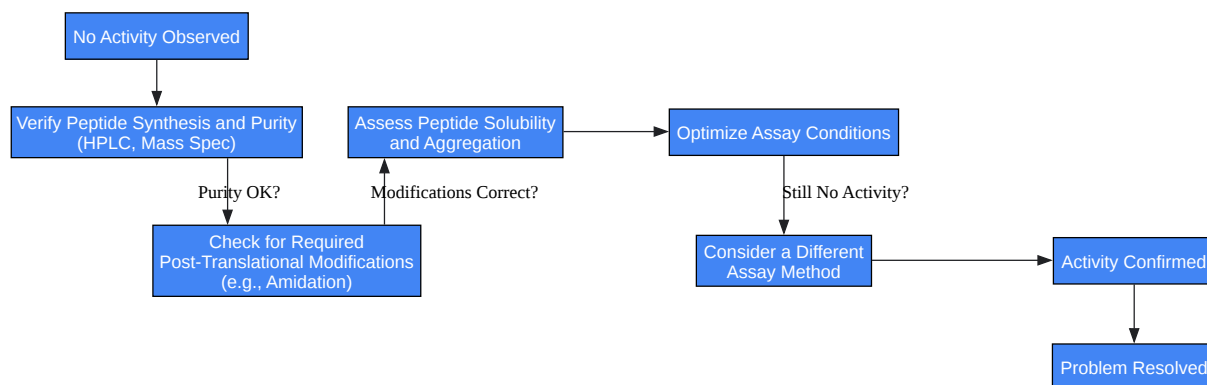 No Activity Observed
Verify Peptide Synthesis and Purity
(HPLC, Mass Spec)
Purity OK?
Check for Required
Post-Translational Modifications
(e.g., Amidation)
Modifications Correct?
Assess Peptide Solubility
and Aggregation
Optimize Assay Conditions
Still No Activity?
Consider a Different
Assay Method
Activity Confirmed
Problem Resolved